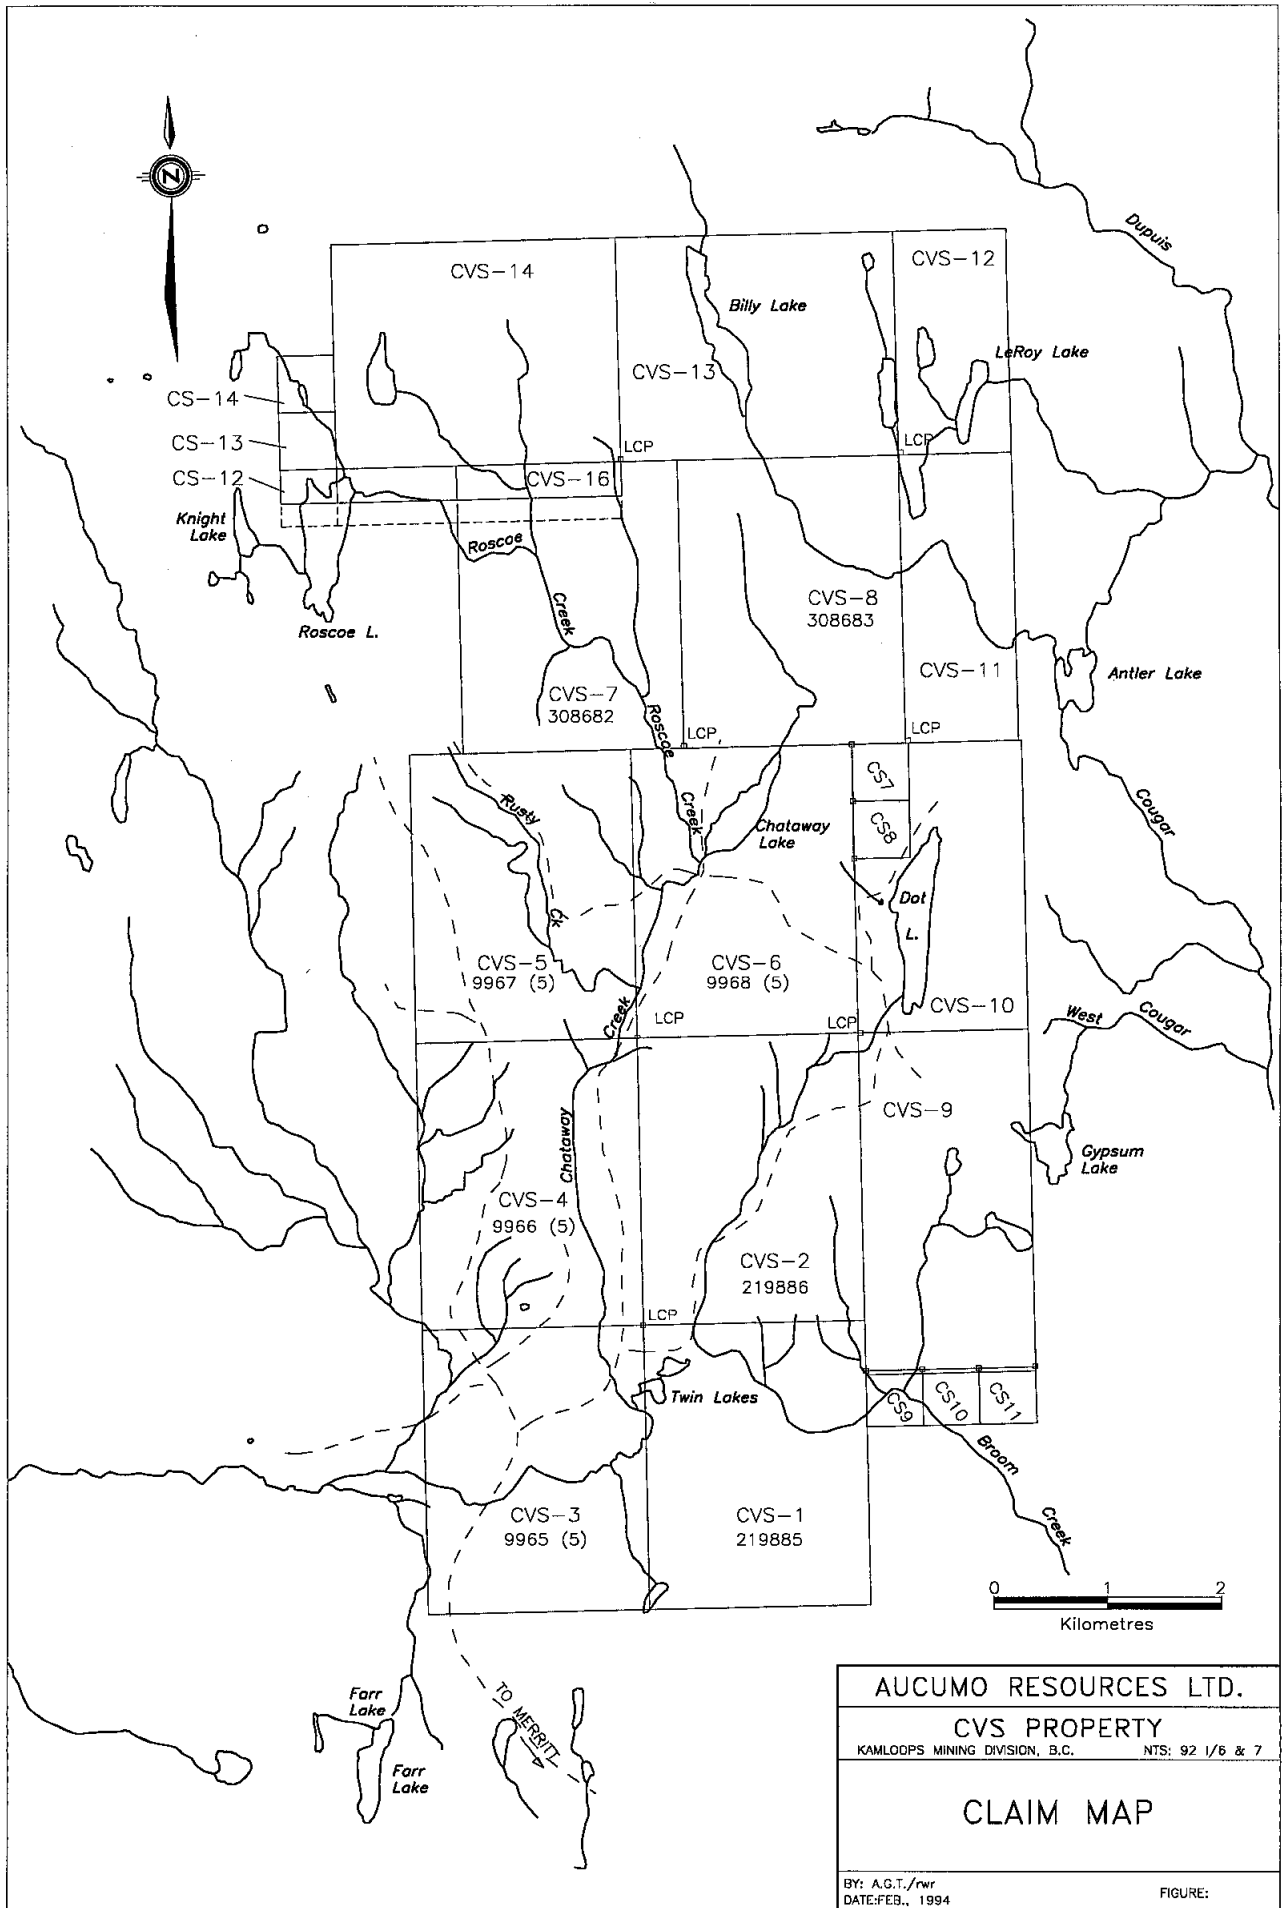 N
Dupuis
CVS-14
CVS-12
Billy Lake
LeRoy Lake
CVS-13
CS-14
CS-13
CS-12
LCP
LCP
CVS-16
Knight
Lake
Roscoe
Creek
Roscoe L.
CVS-8
308683
CVS-11
Antler Lake
CVS-7
308682
Roscoe
Creek
LCP
LCP
CS7
CS8
Rusty
Ck
Chataway
Lake
Cougar
Dot
L.
CVS-5
9967 (5)
CVS-6
9968 (5)
CVS-10
West Cougar
LCP
LCP
Creek
Chataway
CVS-9
Gypsum
Lake
CVS-4
9966 (5)
CVS-2
219886
LCP
Twin Lakes
CS9
CS10
CS11
Broom
Creek
CVS-3
9965 (5)
CVS-1
219885
0 1 2
Kilometres
TO MERRITT
Farr
Lake
Farr
Lake
AUCUMO RESOURCES LTD.
CVS PROPERTY
KAMLOOPS MINING DIVISION, B.C. NTS: 92 I/6 & 7
CLAIM MAP
BY: A.G.T./rwr
DATE:FEB., 1994
FIGURE: